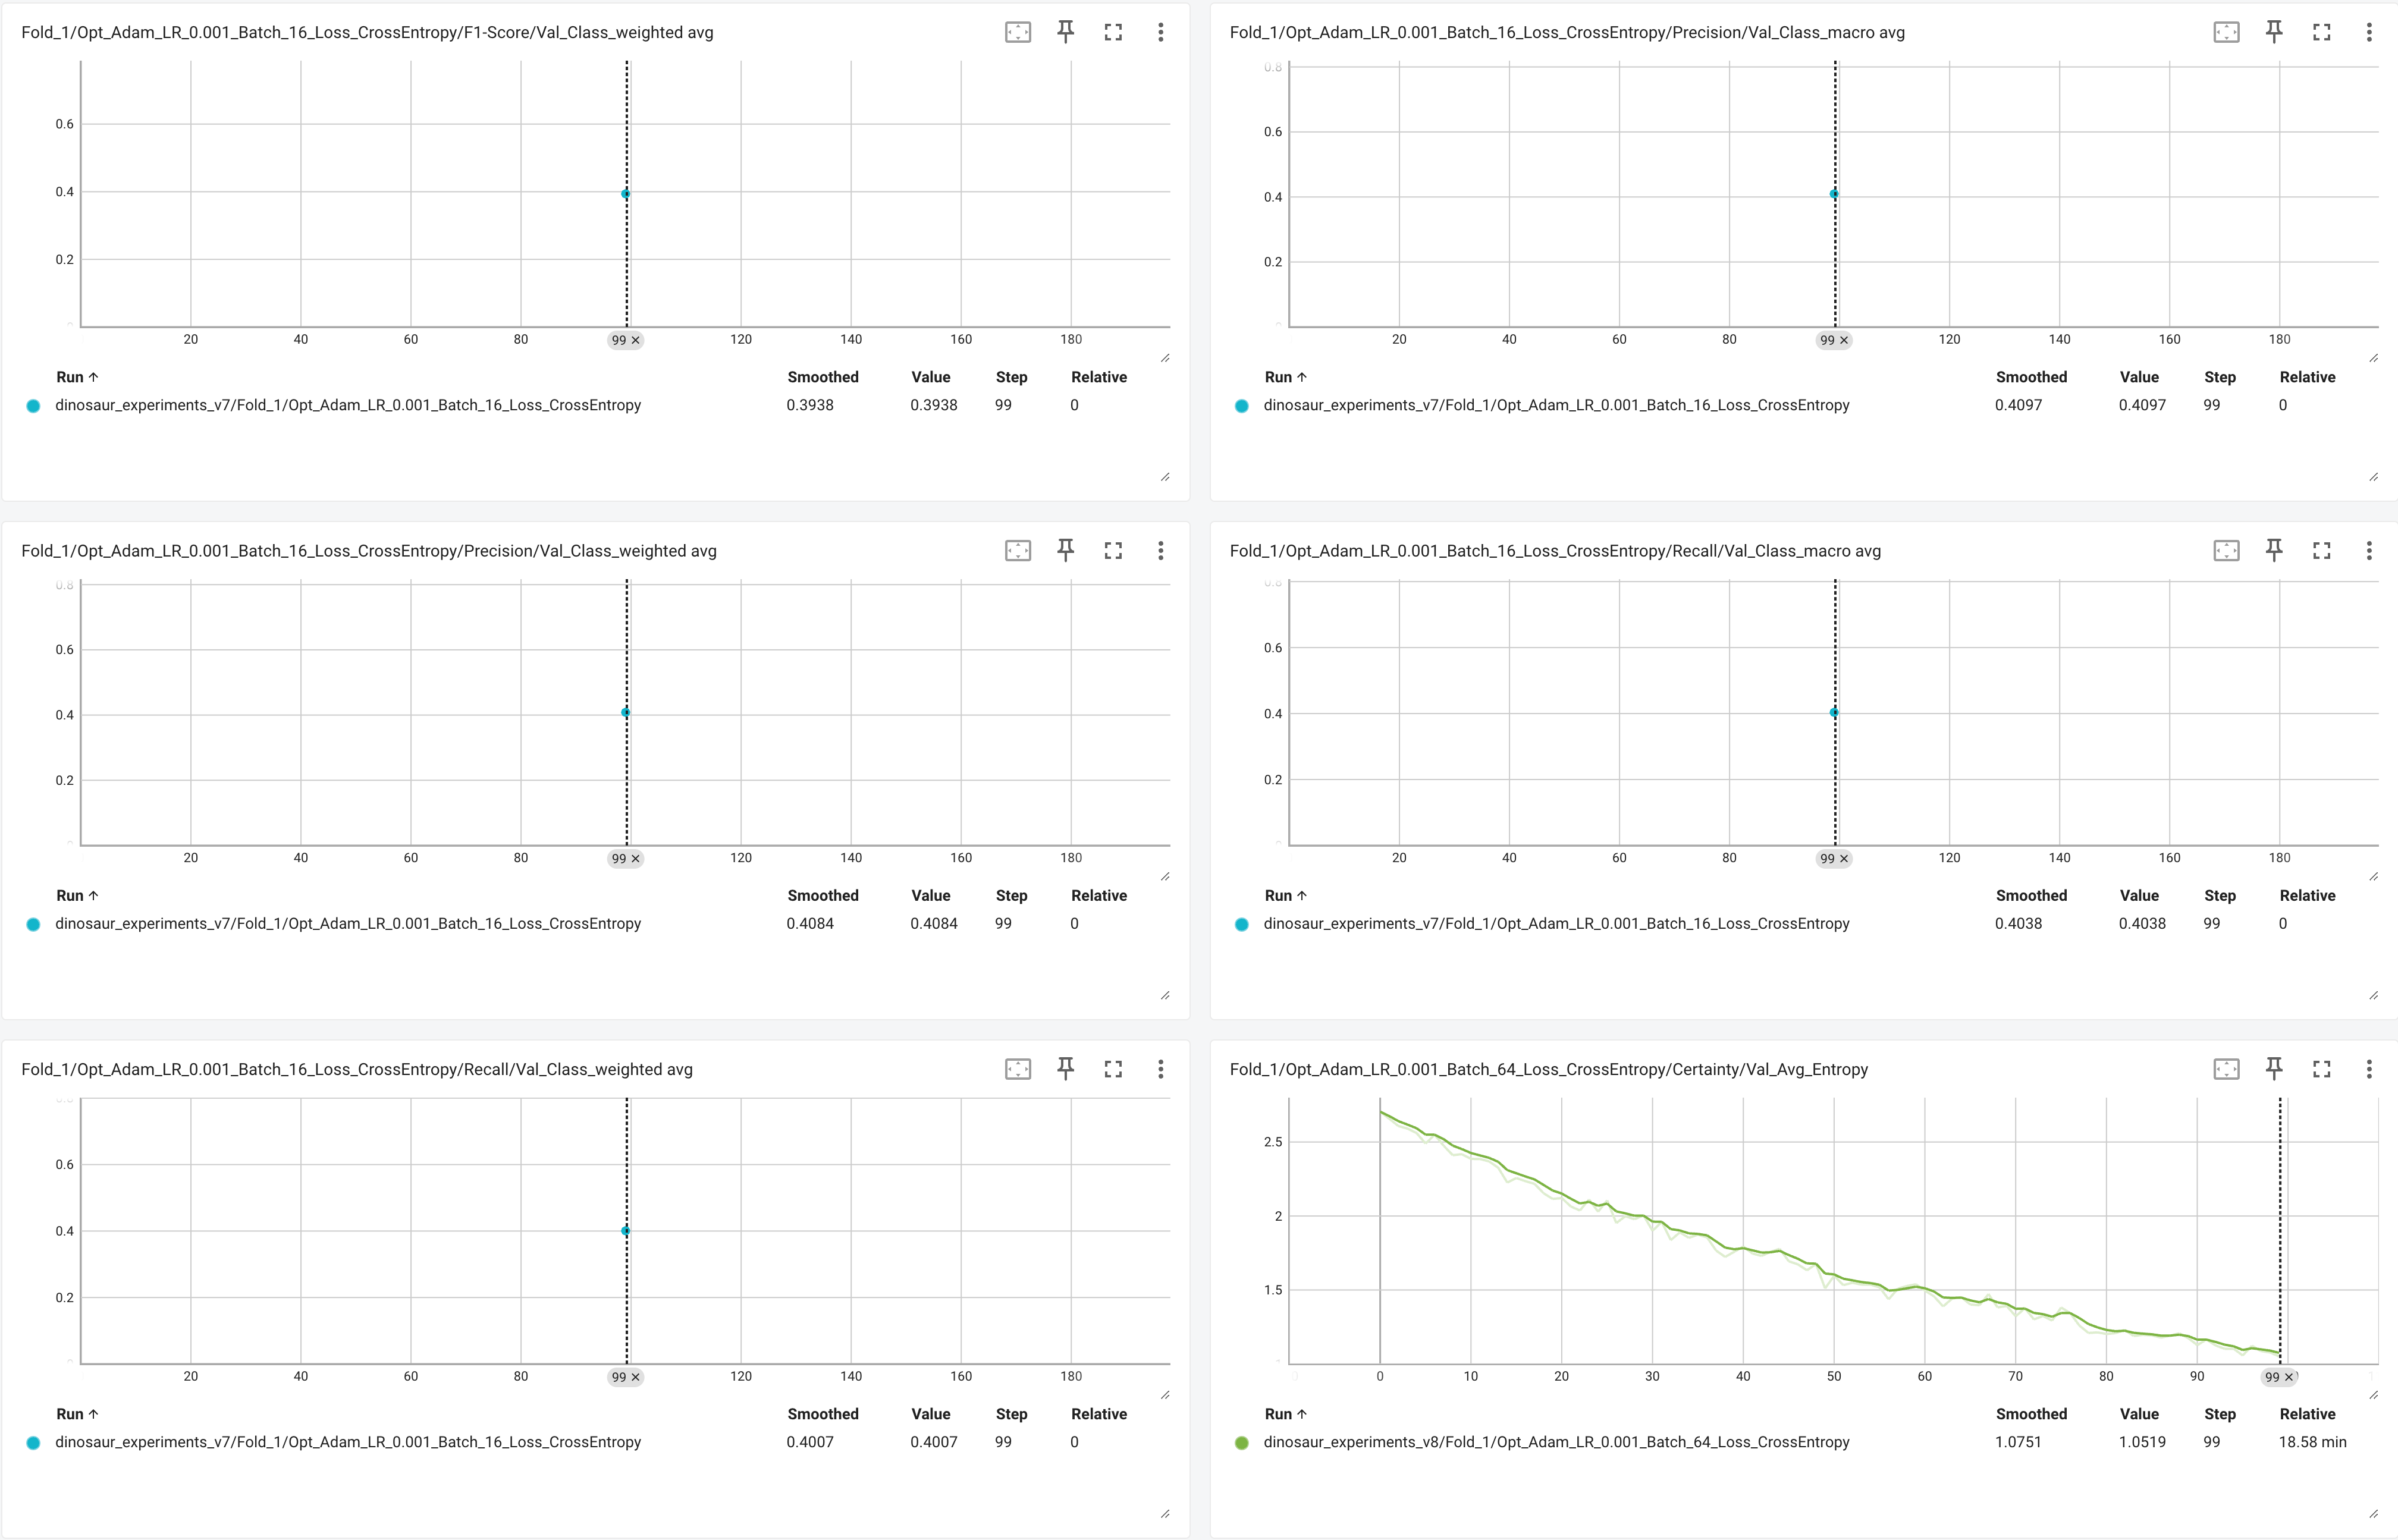 Fold_1/Opt_Adam_LR_0.001_Batch_16_Loss_CrossEntropy/F1-Score/Val_Class_weighted avg
0.6
0.4
0.2
20 40 60 80 99 × 120 140 160 180
Run ↑ Smoothed Value Step Relative
dinosaur_experiments_v7/Fold_1/Opt_Adam_LR_0.001_Batch_16_Loss_CrossEntropy 0.3938 0.3938 99 0
Fold_1/Opt_Adam_LR_0.001_Batch_16_Loss_CrossEntropy/Precision/Val_Class_macro avg
0.8
0.6
0.4
0.2
20 40 60 80 99 × 120 140 160 180
Run ↑ Smoothed Value Step Relative
dinosaur_experiments_v7/Fold_1/Opt_Adam_LR_0.001_Batch_16_Loss_CrossEntropy 0.4097 0.4097 99 0
Fold_1/Opt_Adam_LR_0.001_Batch_16_Loss_CrossEntropy/Precision/Val_Class_weighted avg
0.8
0.6
0.4
0.2
20 40 60 80 99 × 120 140 160 180
Run ↑ Smoothed Value Step Relative
dinosaur_experiments_v7/Fold_1/Opt_Adam_LR_0.001_Batch_16_Loss_CrossEntropy 0.4084 0.4084 99 0
Fold_1/Opt_Adam_LR_0.001_Batch_16_Loss_CrossEntropy/Recall/Val_Class_macro avg
0.6
0.4
0.2
20 40 60 80 99 × 120 140 160 180
Run ↑ Smoothed Value Step Relative
dinosaur_experiments_v7/Fold_1/Opt_Adam_LR_0.001_Batch_16_Loss_CrossEntropy 0.4038 0.4038 99 0
Fold_1/Opt_Adam_LR_0.001_Batch_16_Loss_CrossEntropy/Recall/Val_Class_weighted avg
0.6
0.4
0.2
20 40 60 80 99 × 120 140 160 180
Run ↑ Smoothed Value Step Relative
dinosaur_experiments_v7/Fold_1/Opt_Adam_LR_0.001_Batch_16_Loss_CrossEntropy 0.4007 0.4007 99 0
Fold_1/Opt_Adam_LR_0.001_Batch_64_Loss_CrossEntropy/Certainty/Val_Avg_Entropy
2.5
2
1.5
0 10 20 30 40 50 60 70 80 90 99 ×
Run ↑ Smoothed Value Step Relative
dinosaur_experiments_v8/Fold_1/Opt_Adam_LR_0.001_Batch_64_Loss_CrossEntropy 1.0751 1.0519 99 18.58 min